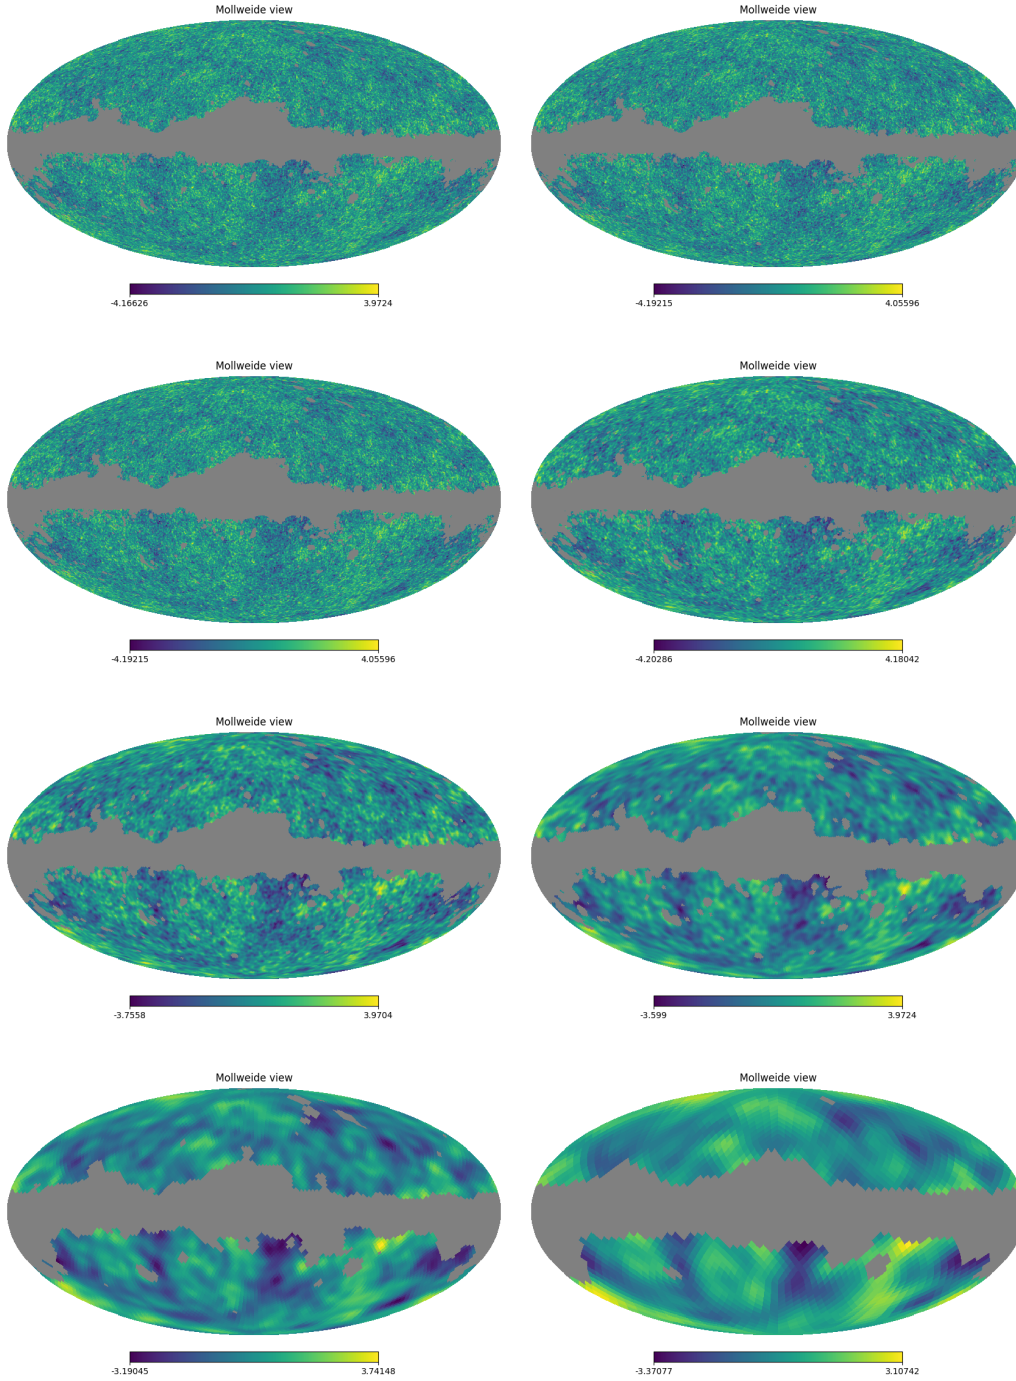 Mollweide view
Mollweide view
-4.16626 3.9724
-4.19215 4.05596
Mollweide view
Mollweide view
-4.19215 4.05596
-4.20286 4.18042
Mollweide view
Mollweide view
-3.7558 3.9704
-3.599 3.9724
Mollweide view
Mollweide view
-3.19045 3.74148
-3.37077 3.10742